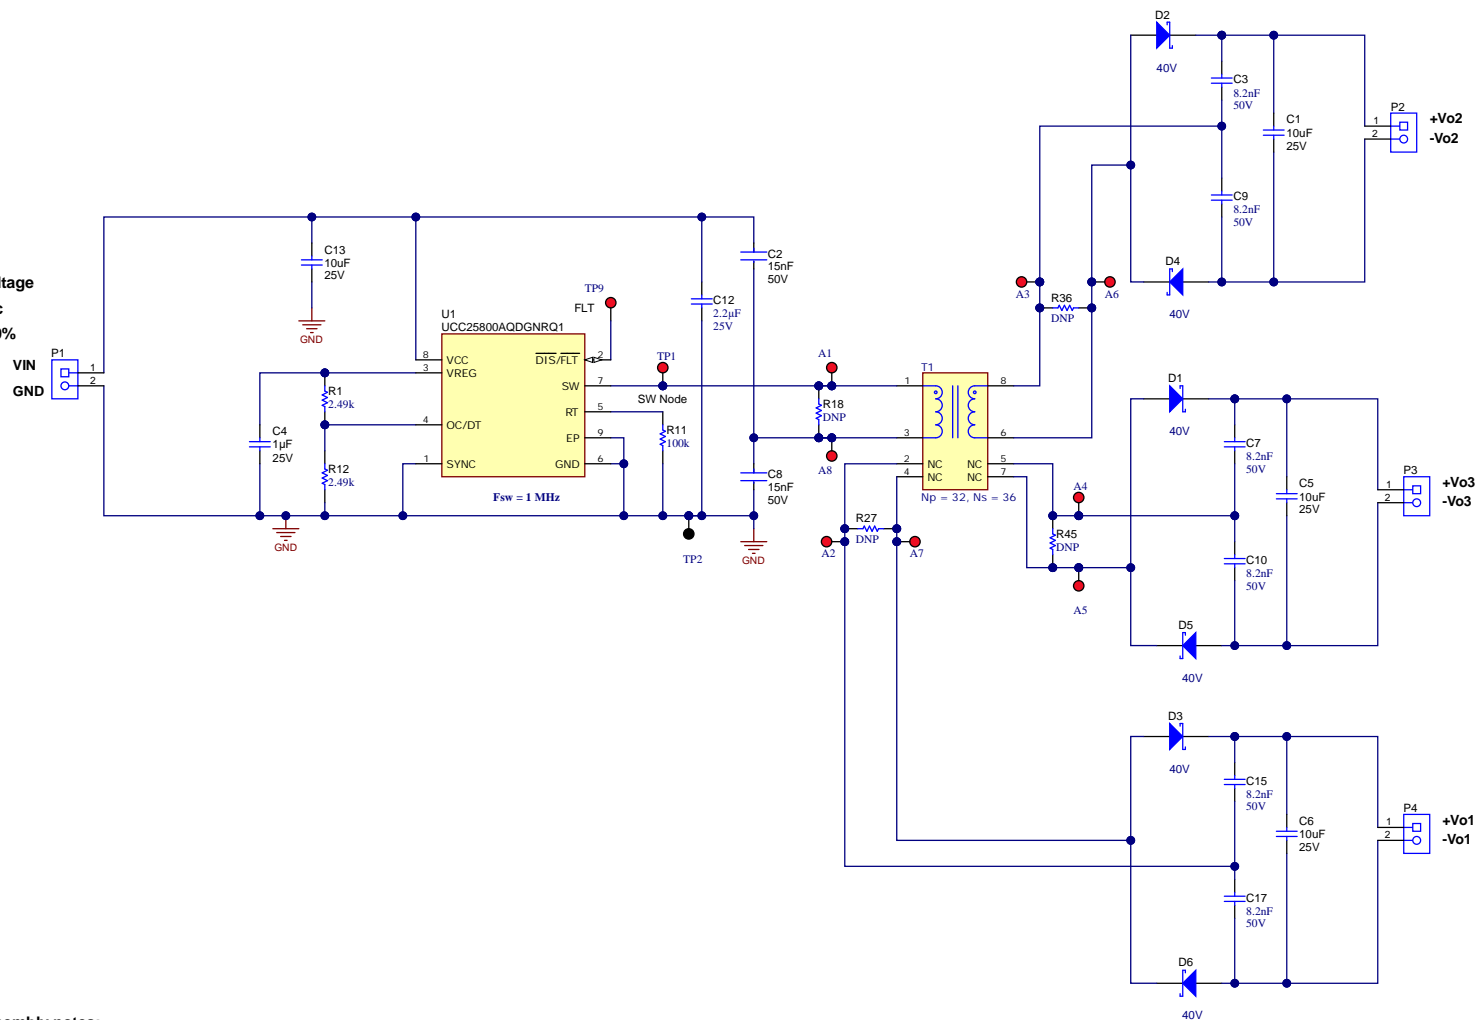 D2
40V
C3
8.2nF
50V
C1
10uF
25V
P2
1
2
+Vo2
-Vo2
C9
8.2nF
50V
D4
40V
C13
10uF
25V
GND
C2
15nF
50V
C12
2.2µF
25V
TP9
FLT
U1
UCC25800AQDGNRQ1
8 VCC
3 VREG
4 OC/DT
1 SYNC
DIS/FLT 2
SW 7
RT 5
EP 9
GND 6
Fsw = 1 MHz
P1
VIN
GND
1
2
R1
2.49k
R12
2.49k
C4
1µF
25V
GND
TP1
SW Node
R11
100k
TP2
C8
15nF
50V
GND
A1
R18
DNP
A8
A3
R36
DNP
A6
T1
1
3
2 NC
4 NC
8
6
NC 5
NC 7
Np = 32, Ns = 36
R27
DNP
A2
A7
A4
R45
DNP
A5
D1
40V
C7
8.2nF
50V
C5
10uF
25V
C10
8.2nF
50V
P3
1
2
+Vo3
-Vo3
D5
40V
D3
40V
C15
8.2nF
50V
C6
10uF
25V
P4
1
2
+Vo1
-Vo1
C17
8.2nF
50V
D6
40V